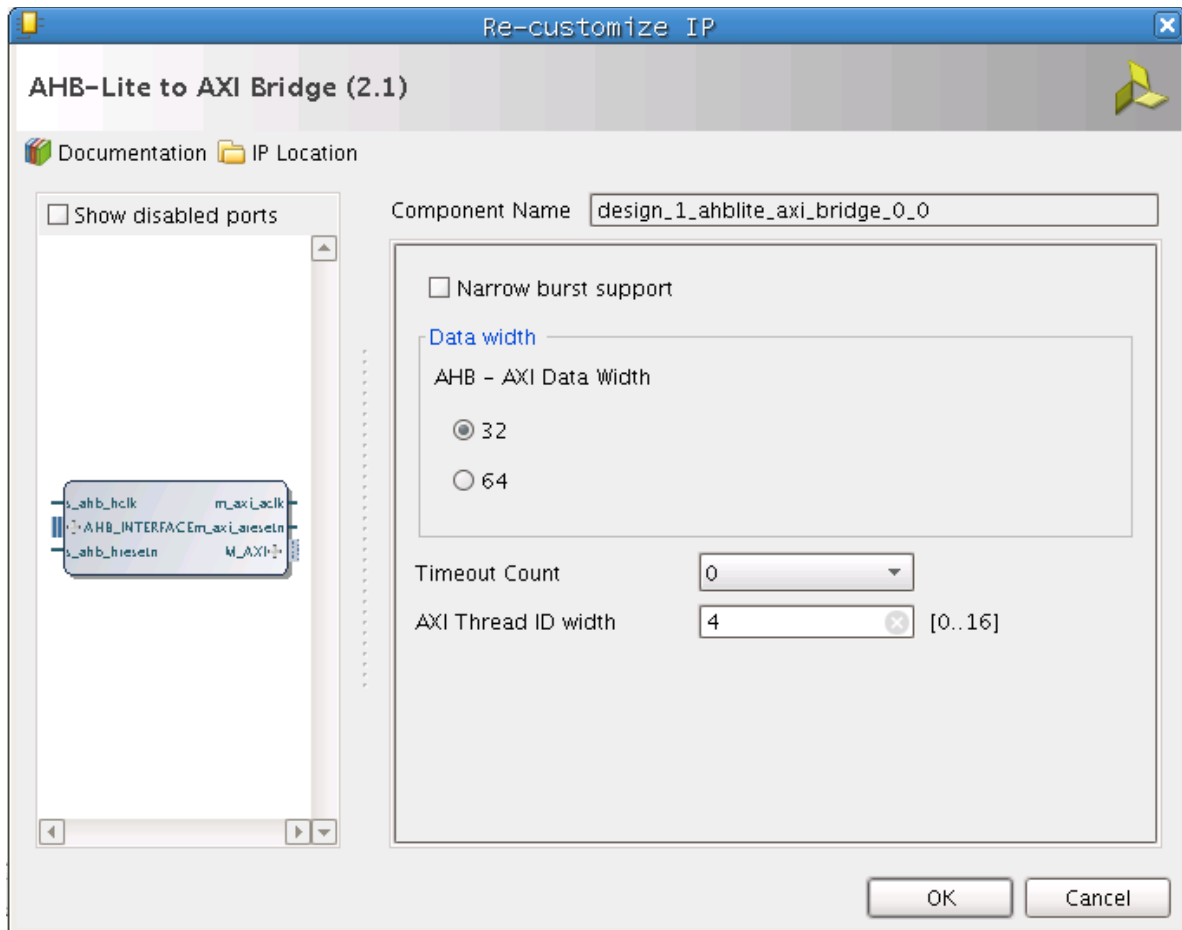 Re-customize IP
AHB-Lite to AXI Bridge (2.1)
Documentation IP Location
Show disabled ports
s_ahb_hclk m_axi_aclk
AHB_INTERFACE m_axi_aresetn
s_ahb_hresetn M_AXI
Component Name design_1_ahblite_axi_bridge_0_0
Narrow burst support
Data width
AHB - AXI Data Width
32
64
Timeout Count 0
AXI Thread ID width 4 [0..16]
OK Cancel